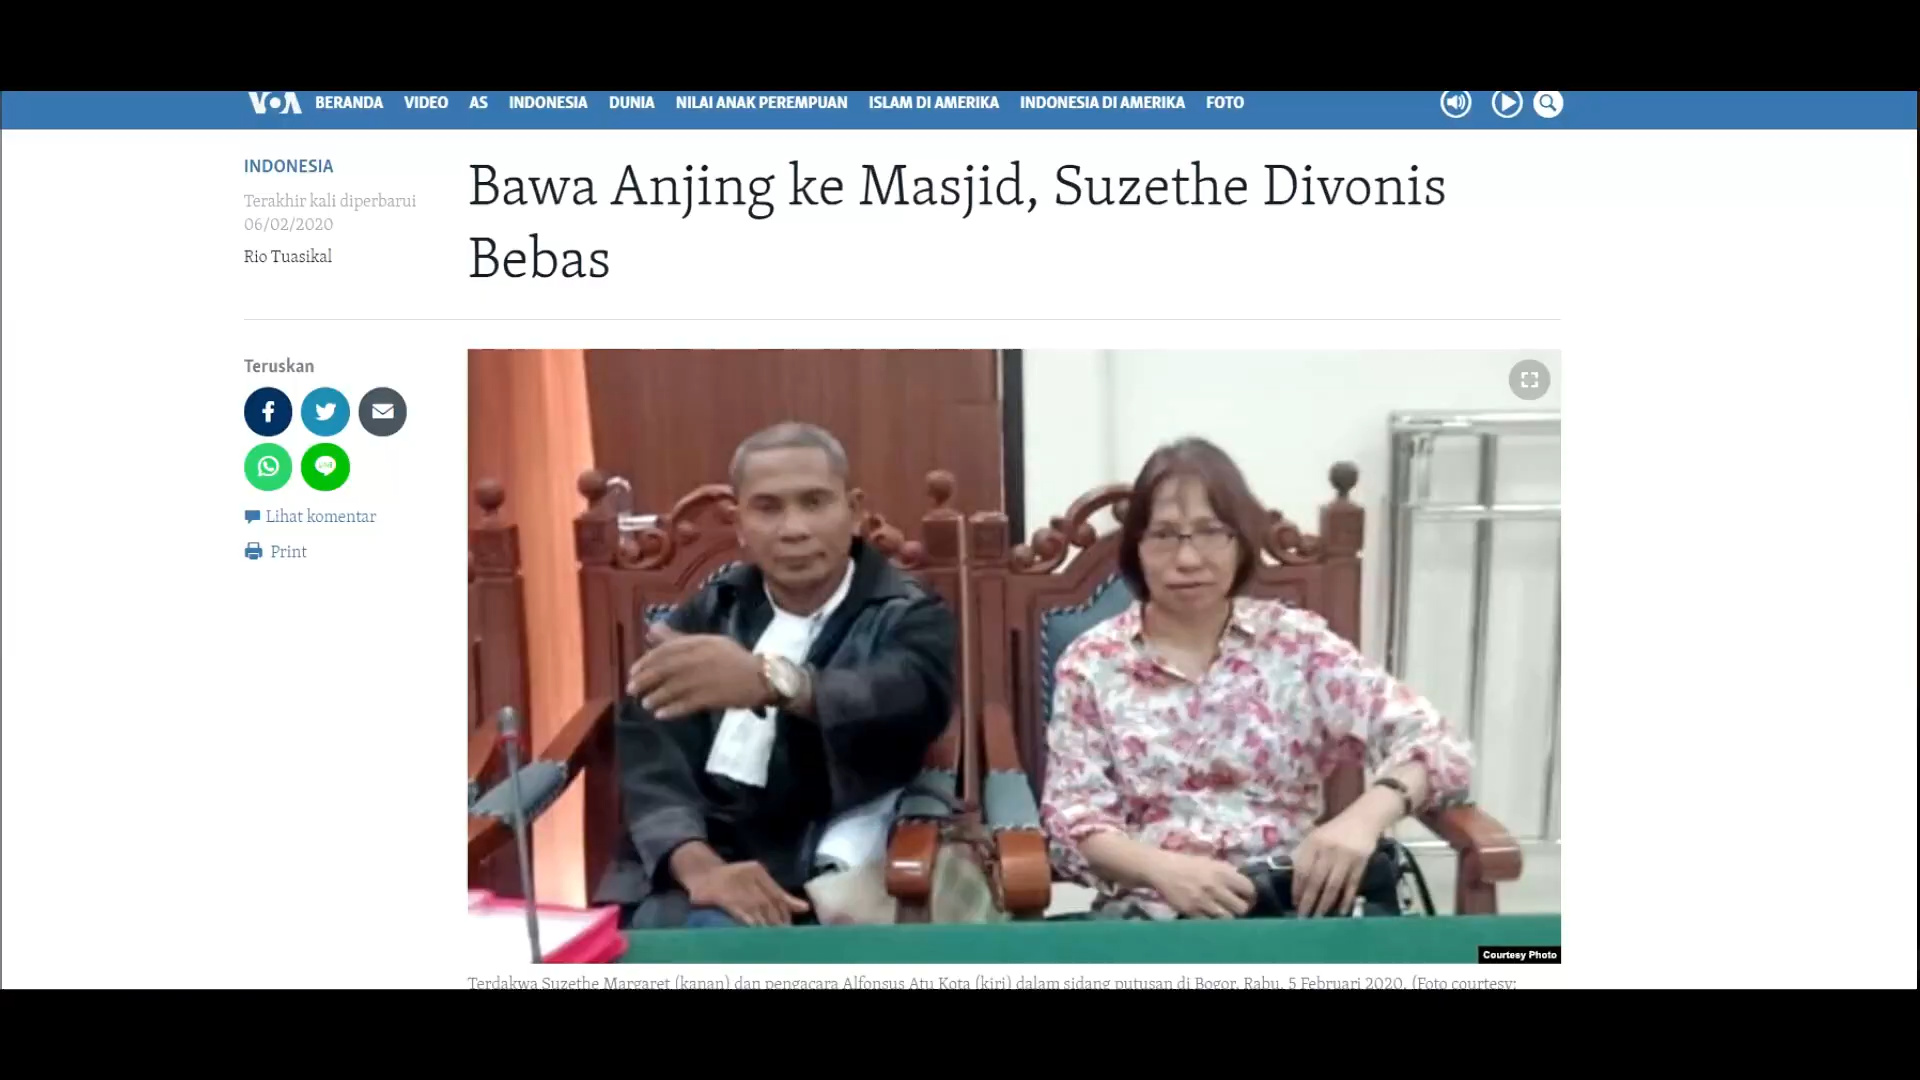 VOA BERANDA VIDEO AS INDONESIA DUNIA NILAI ANAK PEREMPUAN ISLAM DI AMERIKA INDONESIA DI AMERIKA FOTO
INDONESIA
Terakhir kali diperbarui
06/02/2020
Rio Tuasikal
Bawa Anjing ke Masjid, Suzethe Divonis
Bebas
Teruskan
LINE
Lihat komentar
Print
Courtesy Photo
Terdakwa Suzethe Margaret (kanan) dan pengacara Alfonsus Atu Kota (kiri) dalam sidang putusan di Bogor, Rabu, 5 Februari 2020. (Foto courtesy: